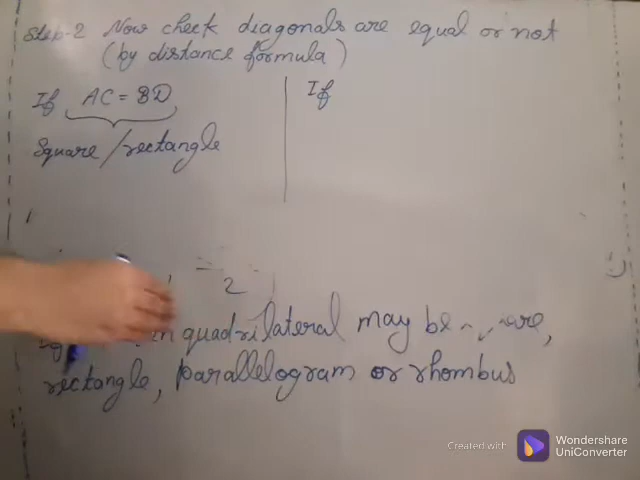 Step-2 Now check diagonals are equal or not
(by distance formula)
If AC = BD
Square/rectangle
If
2
quadrilateral may be
rectangle, parallelogram or rhombus
Created with Wondershare
UniConverter